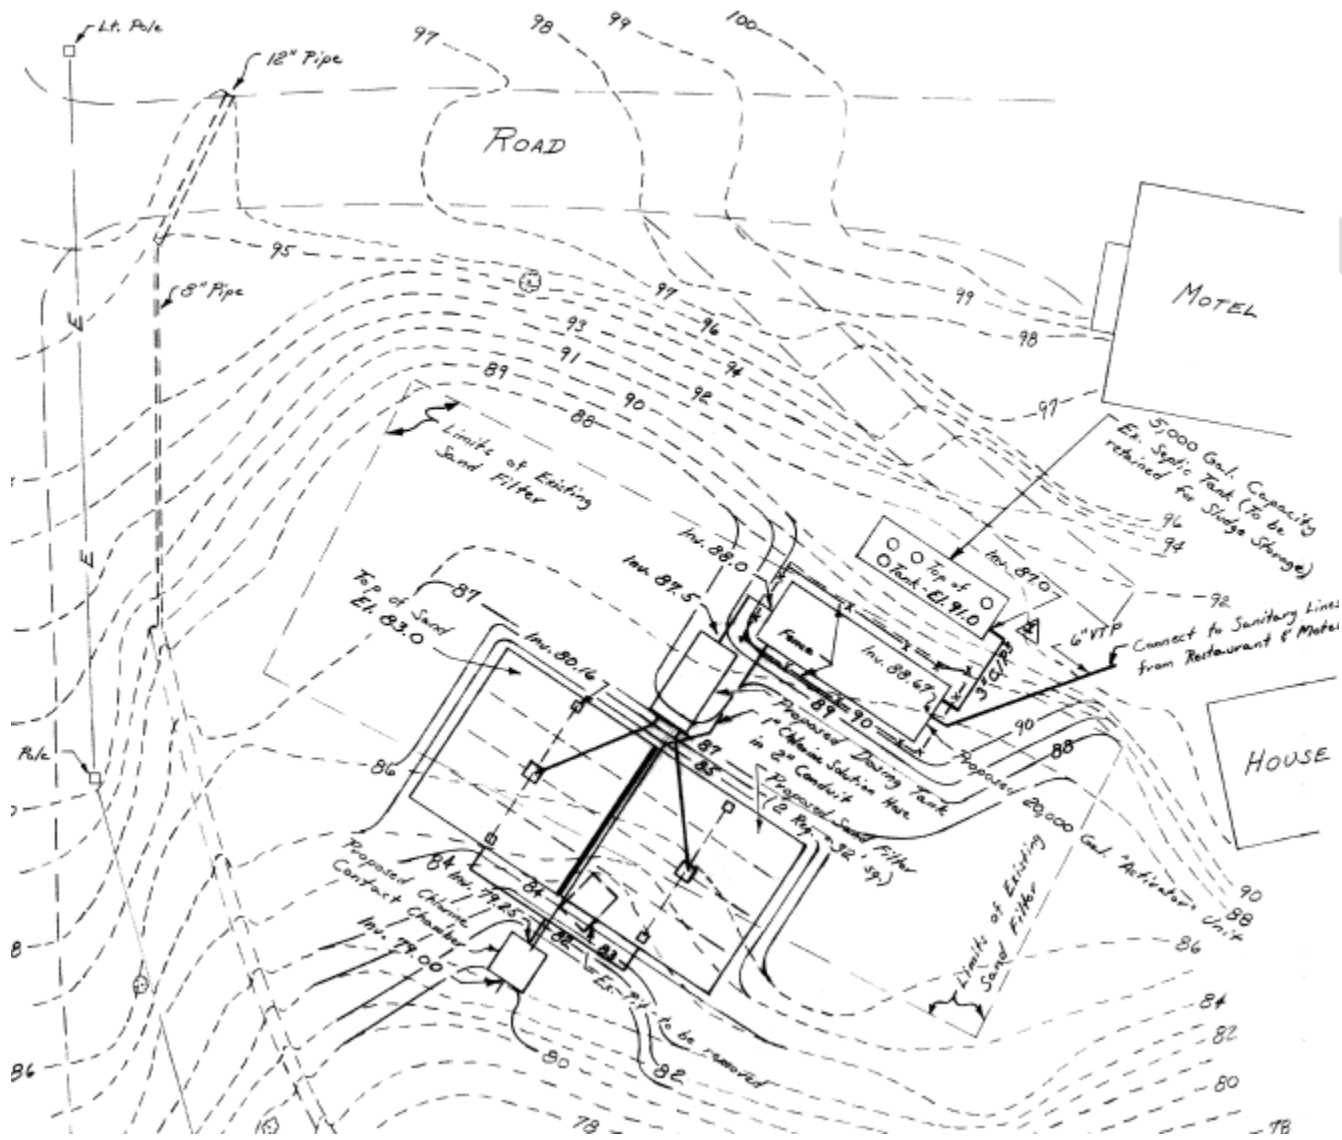 Lt. Pole
12" Pipe
97
98
99
100
ROAD
95
8" Pipe
97
96
99
98
MOTEL
93
94
91
92
97
89
90
88
Limits of Existing
Sand Filter
5,000 Gal. Capacity
Ex. Septic Tank (To be
retained for Sludge Storage)
96
94
Inv. 88.0
Inv. 87.5
Top of
Tank-El. 91.0
Inv. 87.0
92
87
Top of Sand
El. 83.0
Inv. 80.16
Fence
Inv. 88.67
3" C.I.P.
6" VTP
Connect to Sanitary Lines
from Restaurant & Motel
89
90
90
88
Pole
86
87
85
Proposed Dosing Tank
1" Chlorine Solution Hose
in 2" Conduit
Proposed Sand Filter
(2 Req. - 32' sq.)
Proposed 20,000 Gal. "Activator" Unit
HOUSE
Proposed Chlorine
Contact Chamber
84
Inv. 79.25
84
Inv. 79.00
82
83
Ex. Pit to be removed
Limits of Existing
Sand Filter
90
88
86
8
84
82
80
80
82
86
78
78